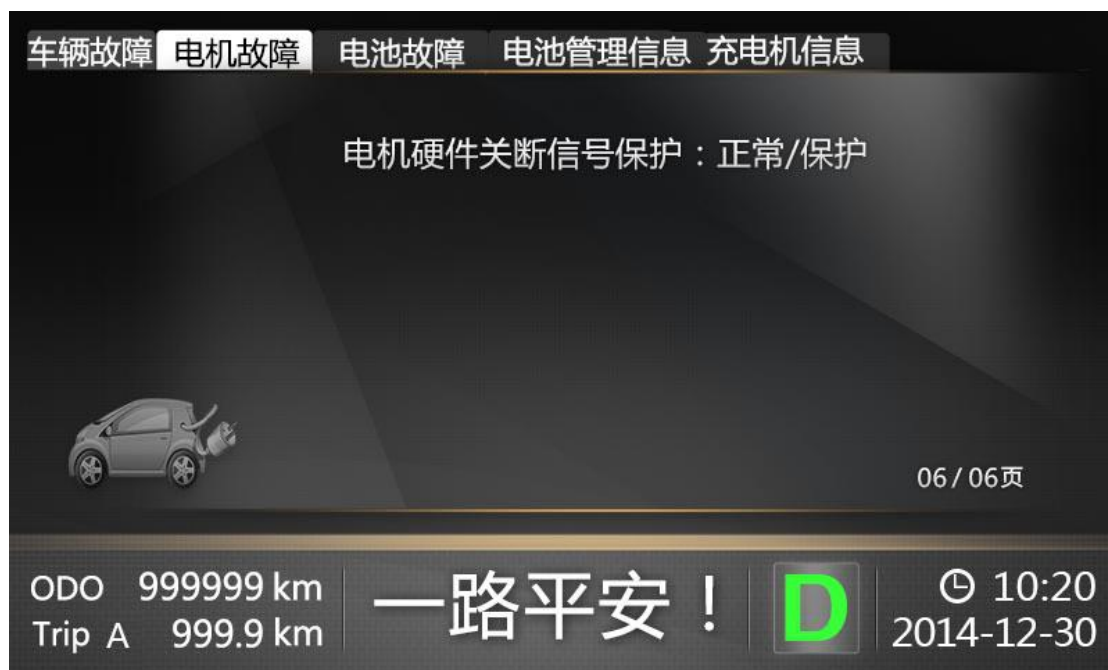 车辆故障 电机故障 电池故障 电池管理信息 充电机信息
电机硬件关断信号保护：正常/保护
06/06页
ODO 999999 km
Trip A 999.9 km
一路平安！
D
10:20
2014-12-30